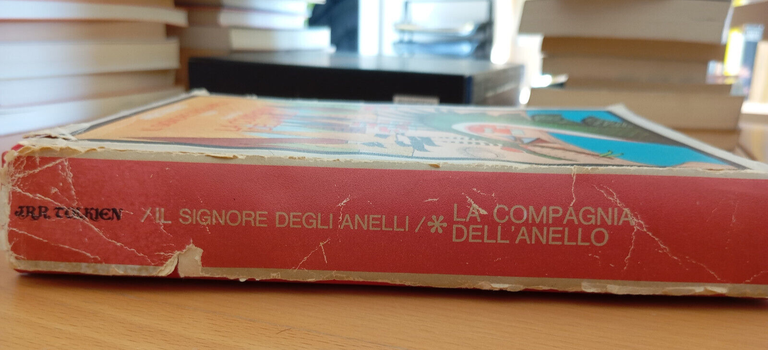 J.R.R. TOLKIEN / IL SIGNORE DEGLI ANELLI / * LA COMPAGNIA
DELL'ANELLO